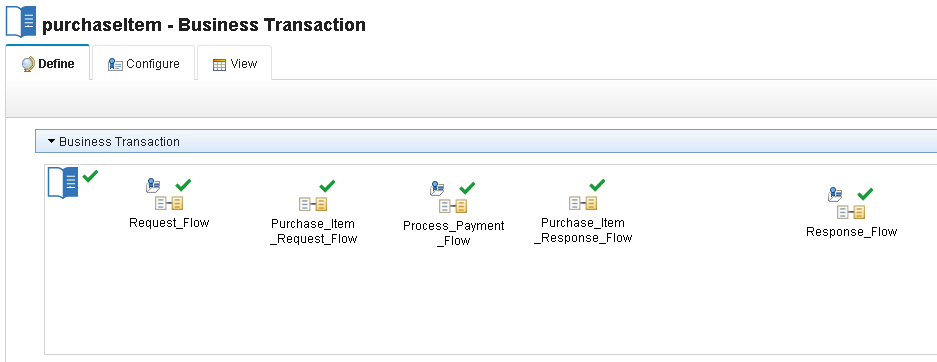 purchaseItem - Business Transaction
Define
Configure
View
Business Transaction
Request_Flow
Purchase_Item
_Request_Flow
Process_Payment
_Flow
Purchase_Item
_Response_Flow
Response_Flow